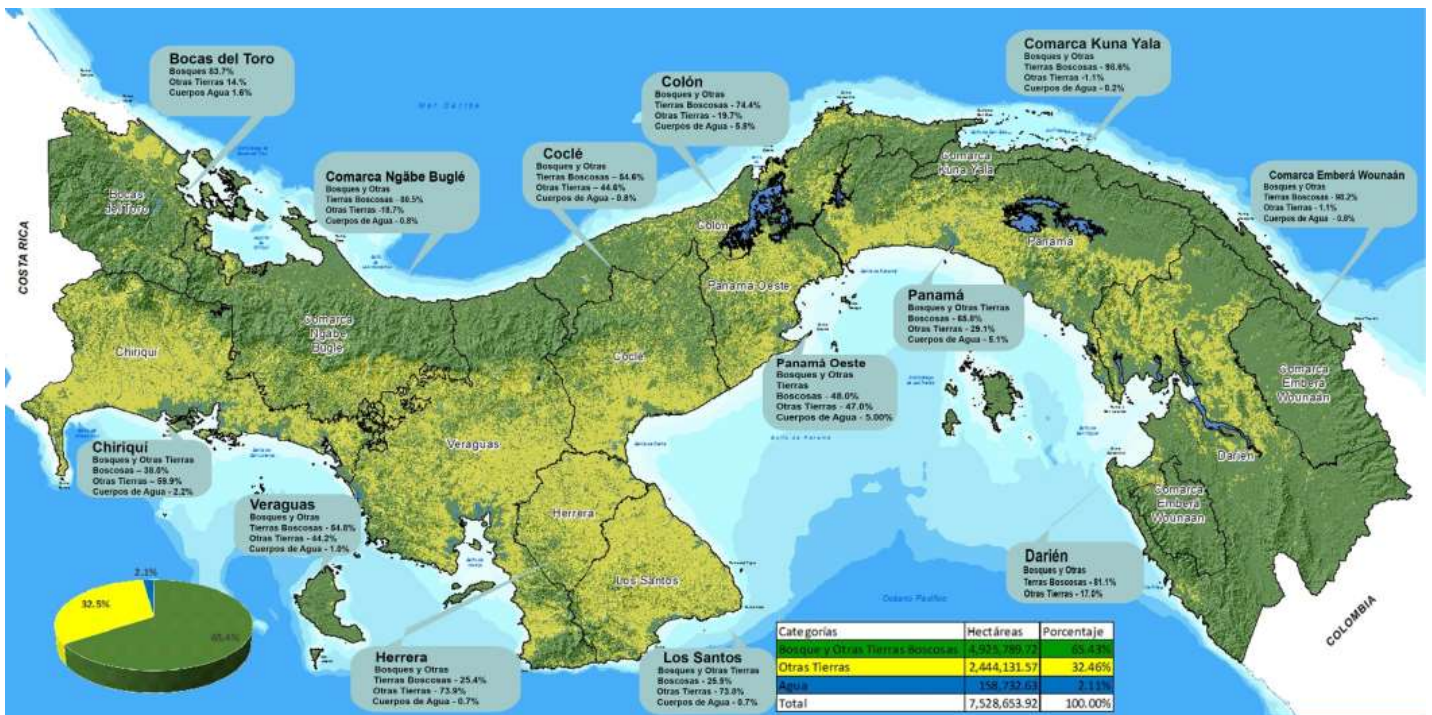 Bocas del Toro
Bosques 83.7%
Otras Tierras 14.%
Cuerpos Agua 1.6%
Comarca Kuna Yala
Bosques y Otras
Tierras Boscosas - 96.6%
Otras Tierras -1.1%
Cuerpos de Agua - 0.2%
Colón
Bosques y Otras
Tierras Boscosas - 74.4%
Otras Tierras - 19.7%
Cuerpos de Agua - 5.8%
Mar Caribe
Coclé
Bosques y Otras
Tierras Boscosas – 54.6%
Otras Tierras – 44.6%
Cuerpos de Agua – 0.8%
Comarca Ngäbe Buglé
Bosques y Otras
Tierras Boscosas - 80.5%
Otras Tierras -18.7%
Cuerpos de Agua - 0.8%
Comarca Emberá Wounaán
Bosques y Otras
Tierras Boscosas - 98.2%
Otras Tierras - 1.1%
Cuerpos de Agua - 0.8%
COSTA RICA
Bocas
del Toro
Comarca
Kuna Yala
Colón
Panamá
Panama Oeste
Chiriquí
Comarca
Ngäbe
Bugle
Coclé
Panamá
Bosques y Otras Tierras
Boscosas - 65.8%
Otras Tierras - 29.1%
Cuerpos de Agua - 5.1%
Panamá Oeste
Bosques y Otras
Tierras
Boscosas - 48.0%
Otras Tierras - 47.0%
Cuerpos de Agua - 5.00%
Comarca
Emberá
Wounaán
Golfo de Panamá
Veraguas
Darién
Chiriquí
Bosques y Otras Tierras
Boscosas – 38.0%
Otras Tierras – 59.9%
Cuerpos de Agua - 2.2%
Veraguas
Bosques y Otras
Tierras Boscosas - 54.8%
Otras Tierras - 44.2%
Cuerpos de Agua - 1.0%
Herrera
Comarca
Emberá
Wounaán
Los Santos
Darién
Bosques y Otras
Terras Boscosas - 81.1%
Otras Tierras - 17.0%
Océano Pacífico
COLOMBIA
2.1%
32.5%
65.4%
Herrera
Bosques y Otras
Tierras Boscosas - 25.4%
Otras Tierras - 73.9%
Cuerpos de Agua - 0.7%
Los Santos
Bosques y Otras Tierras
Boscosas - 25.5%
Otras Tierras - 73.8%
Cuerpos de Agua - 0.7%
Categorías Hectáreas Porcentaje
Bosque y Otras Tierras Boscosas 4,925,789.72 65.43%
Otras Tierras 2,444,131.57 32.46%
Agua 158,732.63 2.11%
Total 7,528,653.92 100.00%